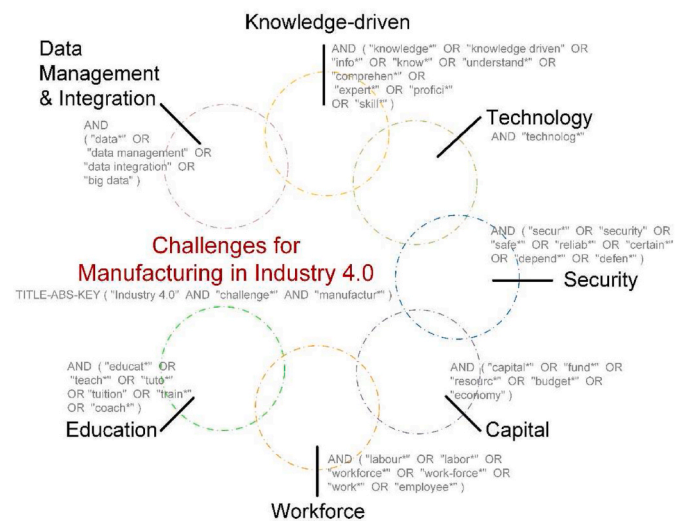 Knowledge-driven
AND ( "knowledge*" OR "knowledge driven" OR
"info*" OR "know*" OR "understand*" OR
"comprehen*" OR
"expert*" OR "profici*"
OR "skill*" )
Data
Management
& Integration
AND
( "data*" OR
"data management" OR
"data integration" OR
"big data" )
Technology
AND "technolog*"
AND ( "secur*" OR "security" OR
"safe*" OR "reliab*" OR "certain*"
OR "depend*" OR "defen*" )
Security
Challenges for
Manufacturing in Industry 4.0
TITLE-ABS-KEY ( "Industry 4.0" AND "challenge*" AND "manufactur*" )
AND ( "educat*" OR
"teach*" OR "tuto*"
OR "tuition" OR "train*"
OR "coach*" )
Education
AND ( "capital*" OR "fund*" OR
"resourc*" OR "budget*" OR
"economy" )
Capital
AND ( "labour*" OR "labor*" OR
"workforce*" OR "work-force*" OR
"work*" OR "employee*" )
Workforce